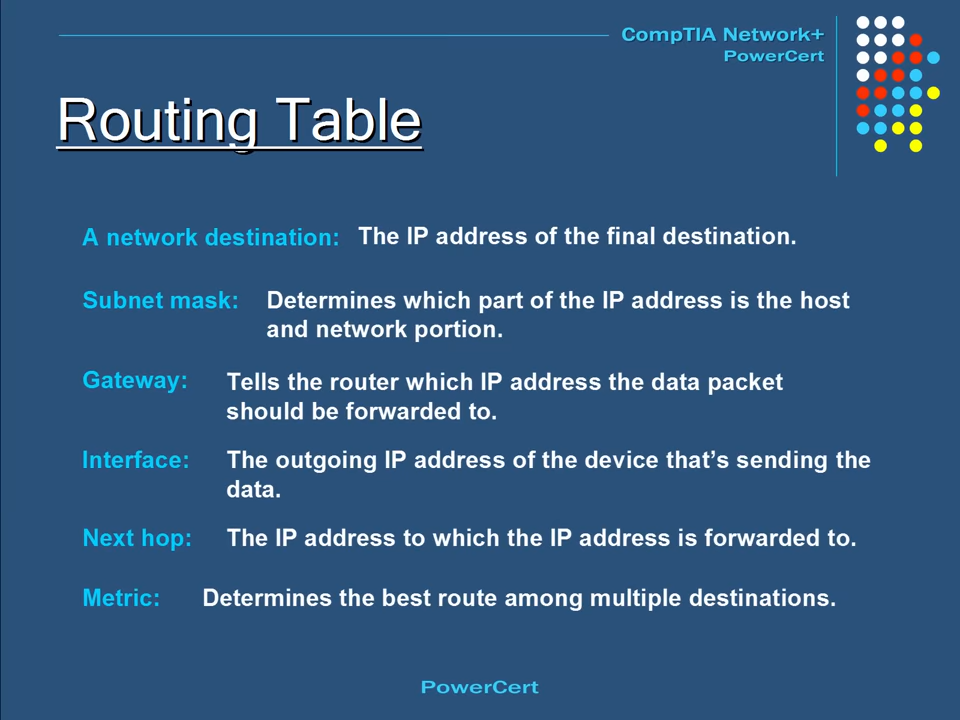 CompTIA Network+
PowerCert
Routing Table
A network destination: The IP address of the final destination.
Subnet mask: Determines which part of the IP address is the host
and network portion.
Gateway: Tells the router which IP address the data packet
should be forwarded to.
Interface: The outgoing IP address of the device that’s sending the
data.
Next hop: The IP address to which the IP address is forwarded to.
Metric: Determines the best route among multiple destinations.
PowerCert